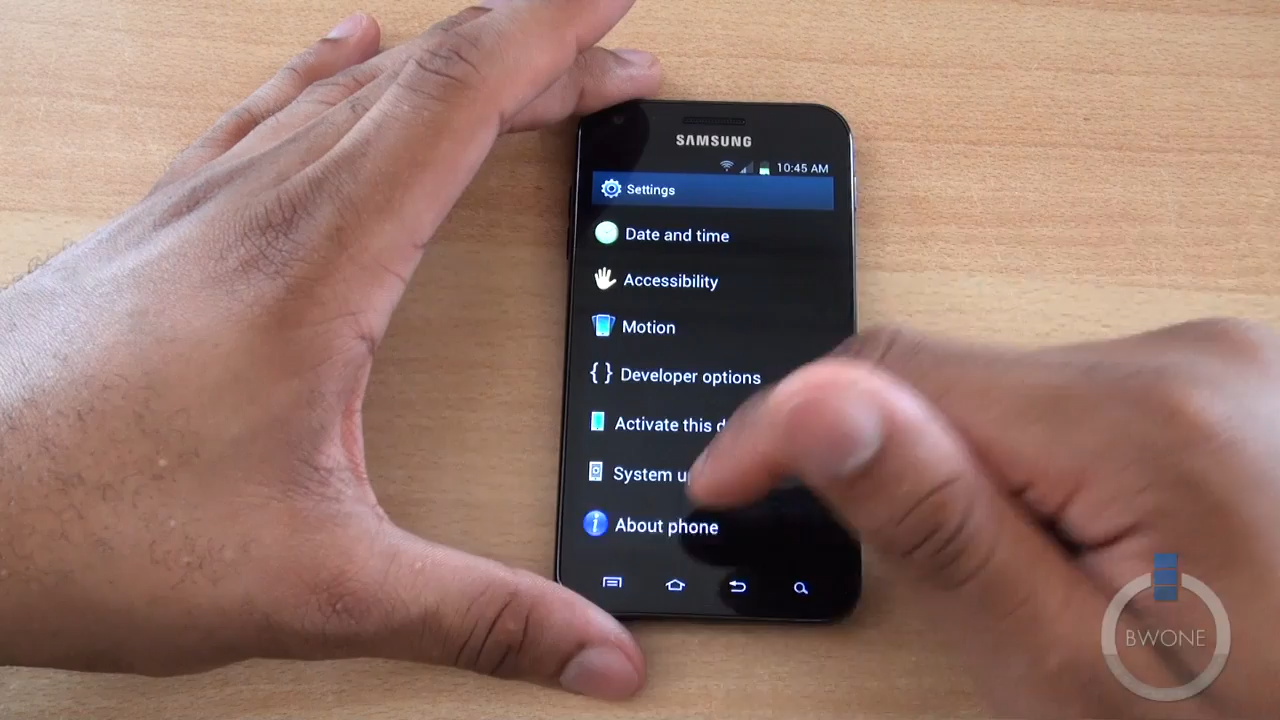 SAMSUNG
10:45 AM
Settings
Date and time
Accessibility
Motion
Developer options
Activate this
System
About phone
BWONE